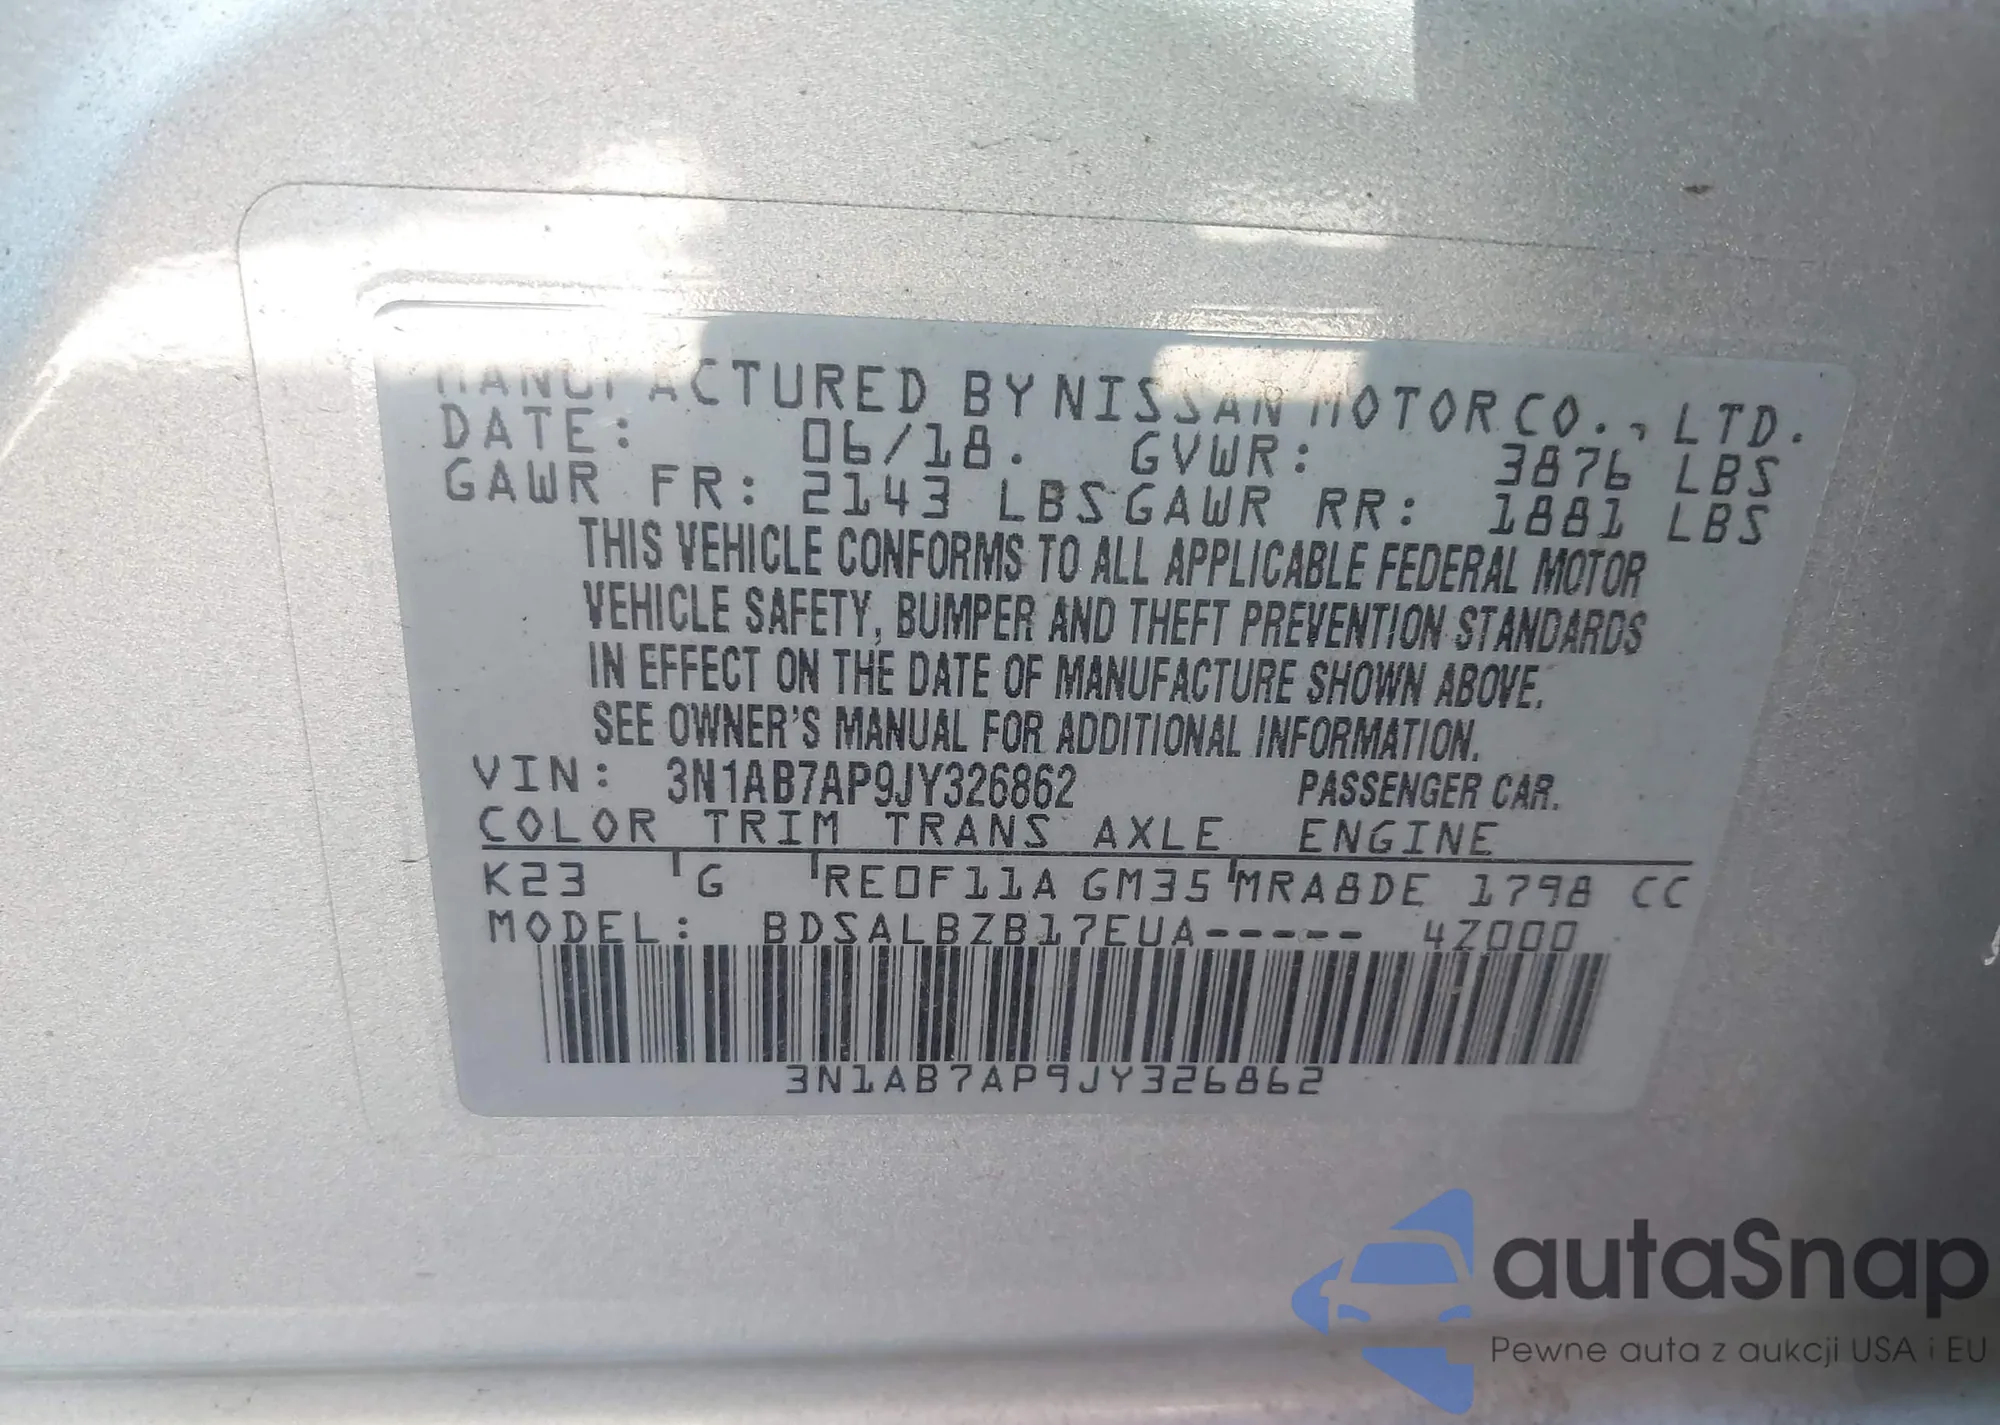 MANUFACTURED BY NISSAN MOTOR CO., LTD.
DATE: 06/18. GVWR: 3876 LBS
GAWR FR: 2143 LBS GAWR RR: 1881 LBS
THIS VEHICLE CONFORMS TO ALL APPLICABLE FEDERAL MOTOR
VEHICLE SAFETY, BUMPER AND THEFT PREVENTION STANDARDS
IN EFFECT ON THE DATE OF MANUFACTURE SHOWN ABOVE.
SEE OWNER'S MANUAL FOR ADDITIONAL INFORMATION.
VIN: 3N1AB7AP9JY326862 PASSENGER CAR.
COLOR TRIM TRANS AXLE ENGINE
K23 G RE0F11A GM35 MRA8DE 1798 CC
MODEL: BDSALBZB17EUA----- 4Z000
3N1AB7AP9JY326862
autaSnap
Pewne auta z aukcji USA i EU